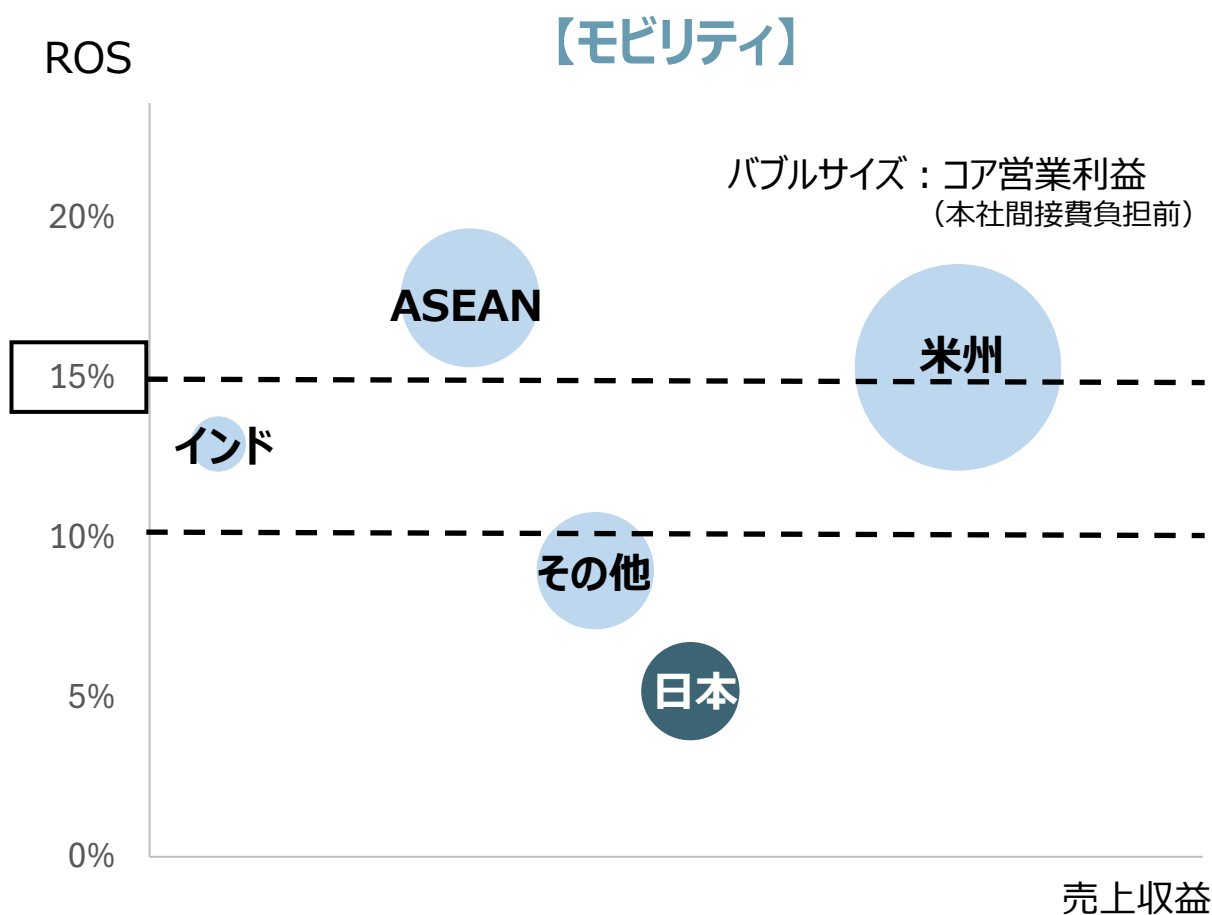 【モビリティ】
ROS
バブルサイズ：コア営業利益
（本社間接費負担前）
20%
ASEAN
米州
15%
インド
10%
その他
日本
5%
0%
売上収益